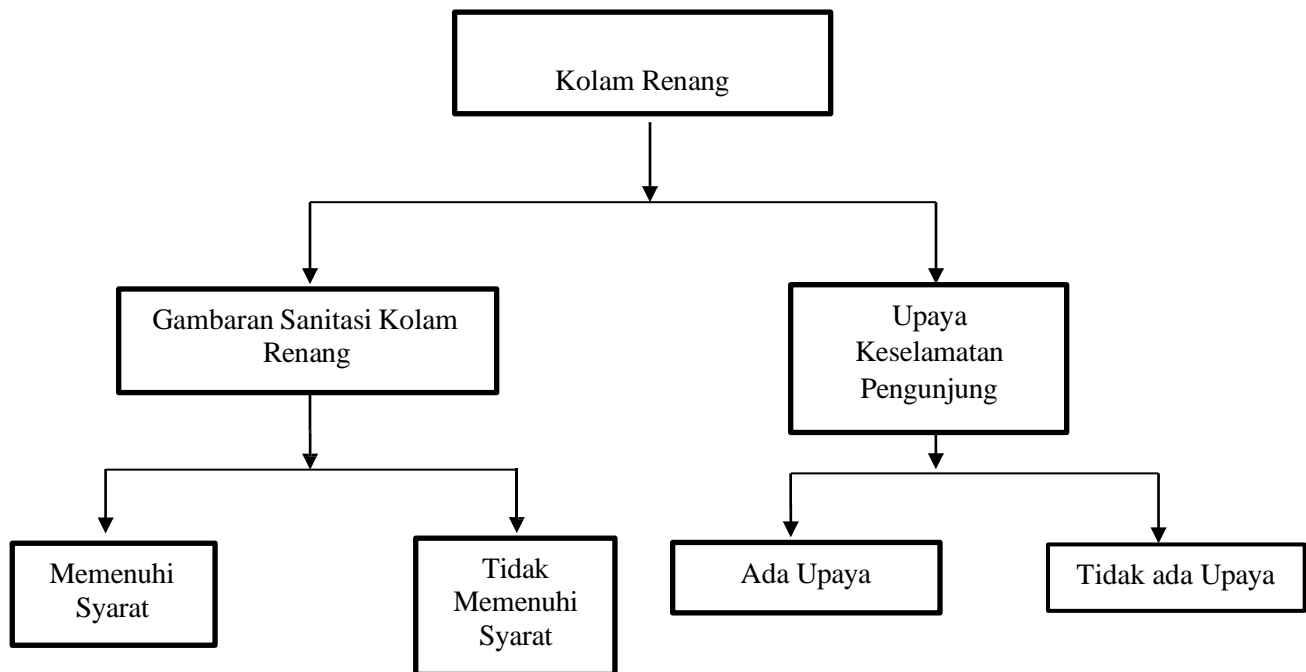 Kolam Renang
Gambaran Sanitasi Kolam
Renang
Upaya
Keselamatan
Pengunjung
Memenuhi
Syarat
Tidak
Memenuhi
Syarat
Ada Upaya
Tidak ada Upaya